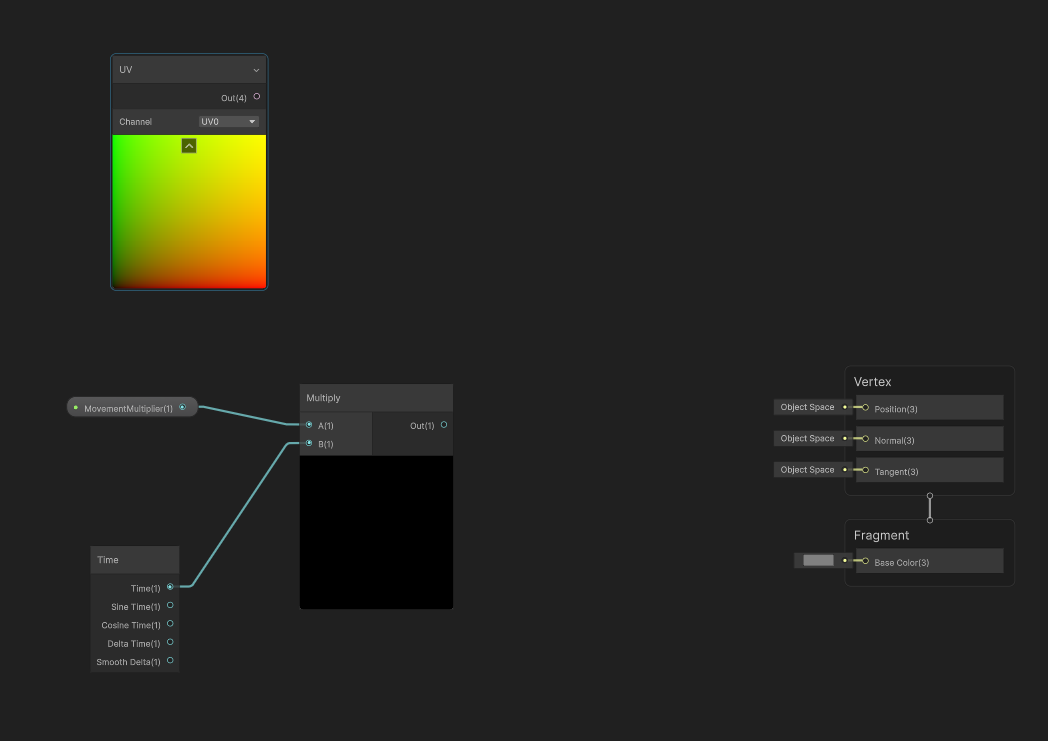 UV
Out(4)
Channel
UV0
MovementMultiplier(1)
Multiply
A(1)
Out(1)
B(1)
Time
Time(1)
Sine Time(1)
Cosine Time(1)
Delta Time(1)
Smooth Delta(1)
Vertex
Object Space
Position(3)
Object Space
Normal(3)
Object Space
Tangent(3)
Fragment
Base Color(3)